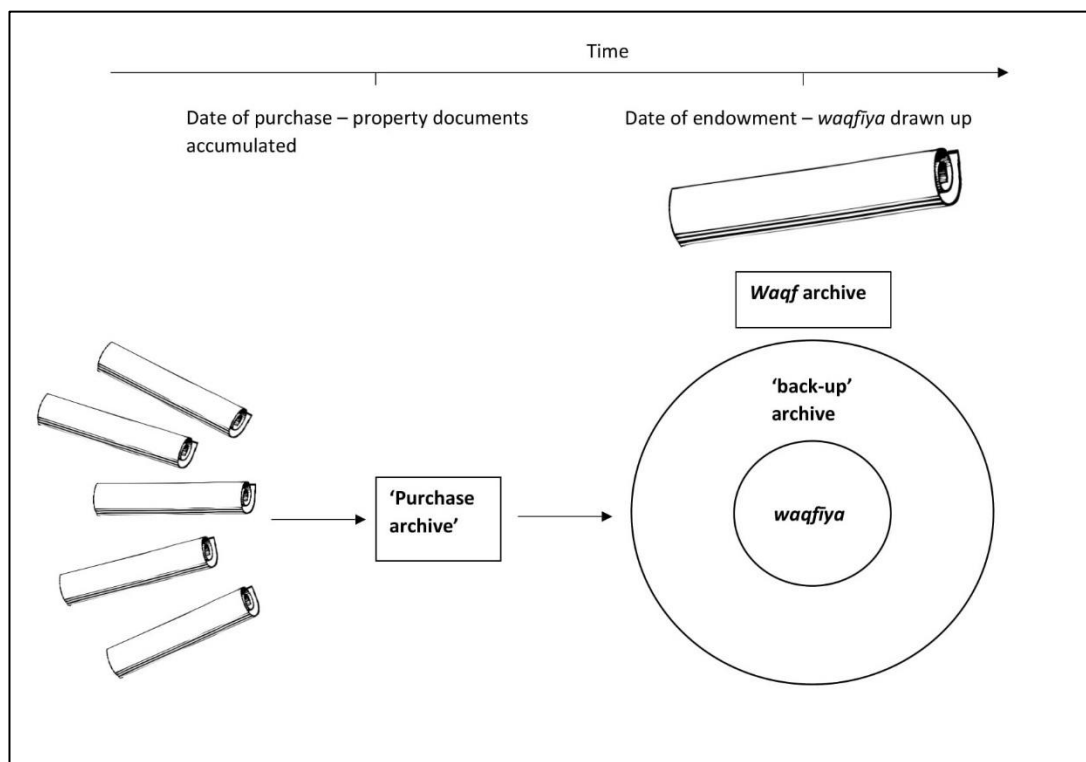 Time
Date of purchase – property documents
accumulated
Date of endowment – waqfīya drawn up
Waqf archive
‘back-up’
archive
‘Purchase
archive’
waqfīya